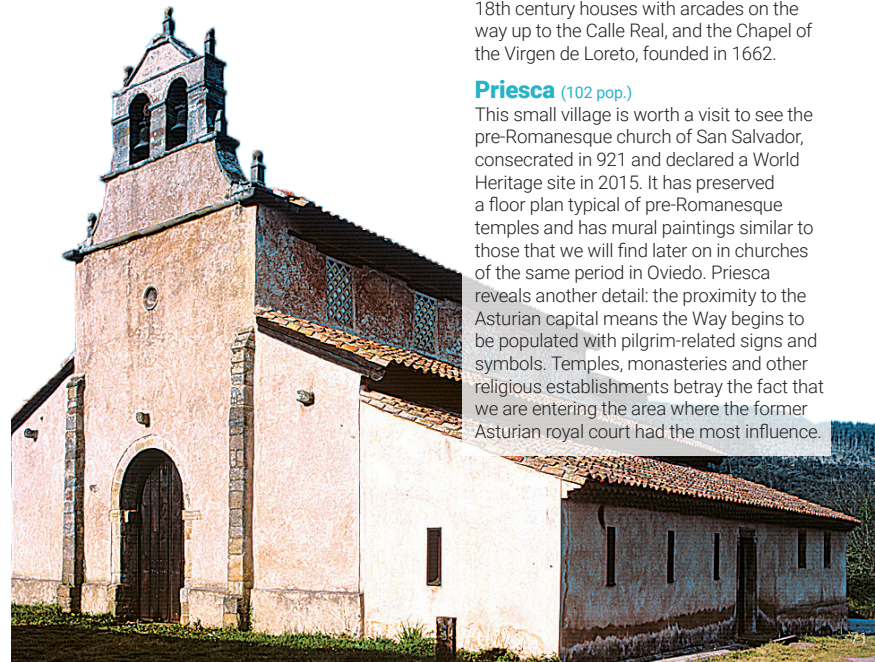 18th century houses with arcades on the
way up to the Calle Real, and the Chapel of
the Virgen de Loreto, founded in 1662.
Priesca (102 pop.)
This small village is worth a visit to see the
pre-Romanesque church of San Salvador,
consecrated in 921 and declared a World
Heritage site in 2015. It has preserved
a floor plan typical of pre-Romanesque
temples and has mural paintings similar to
those that we will find later on in churches
of the same period in Oviedo. Priesca
reveals another detail: the proximity to the
Asturian capital means the Way begins to
be populated with pilgrim-related signs and
symbols. Temples, monasteries and other
religious establishments betray the fact that
we are entering the area where the former
Asturian royal court had the most influence.